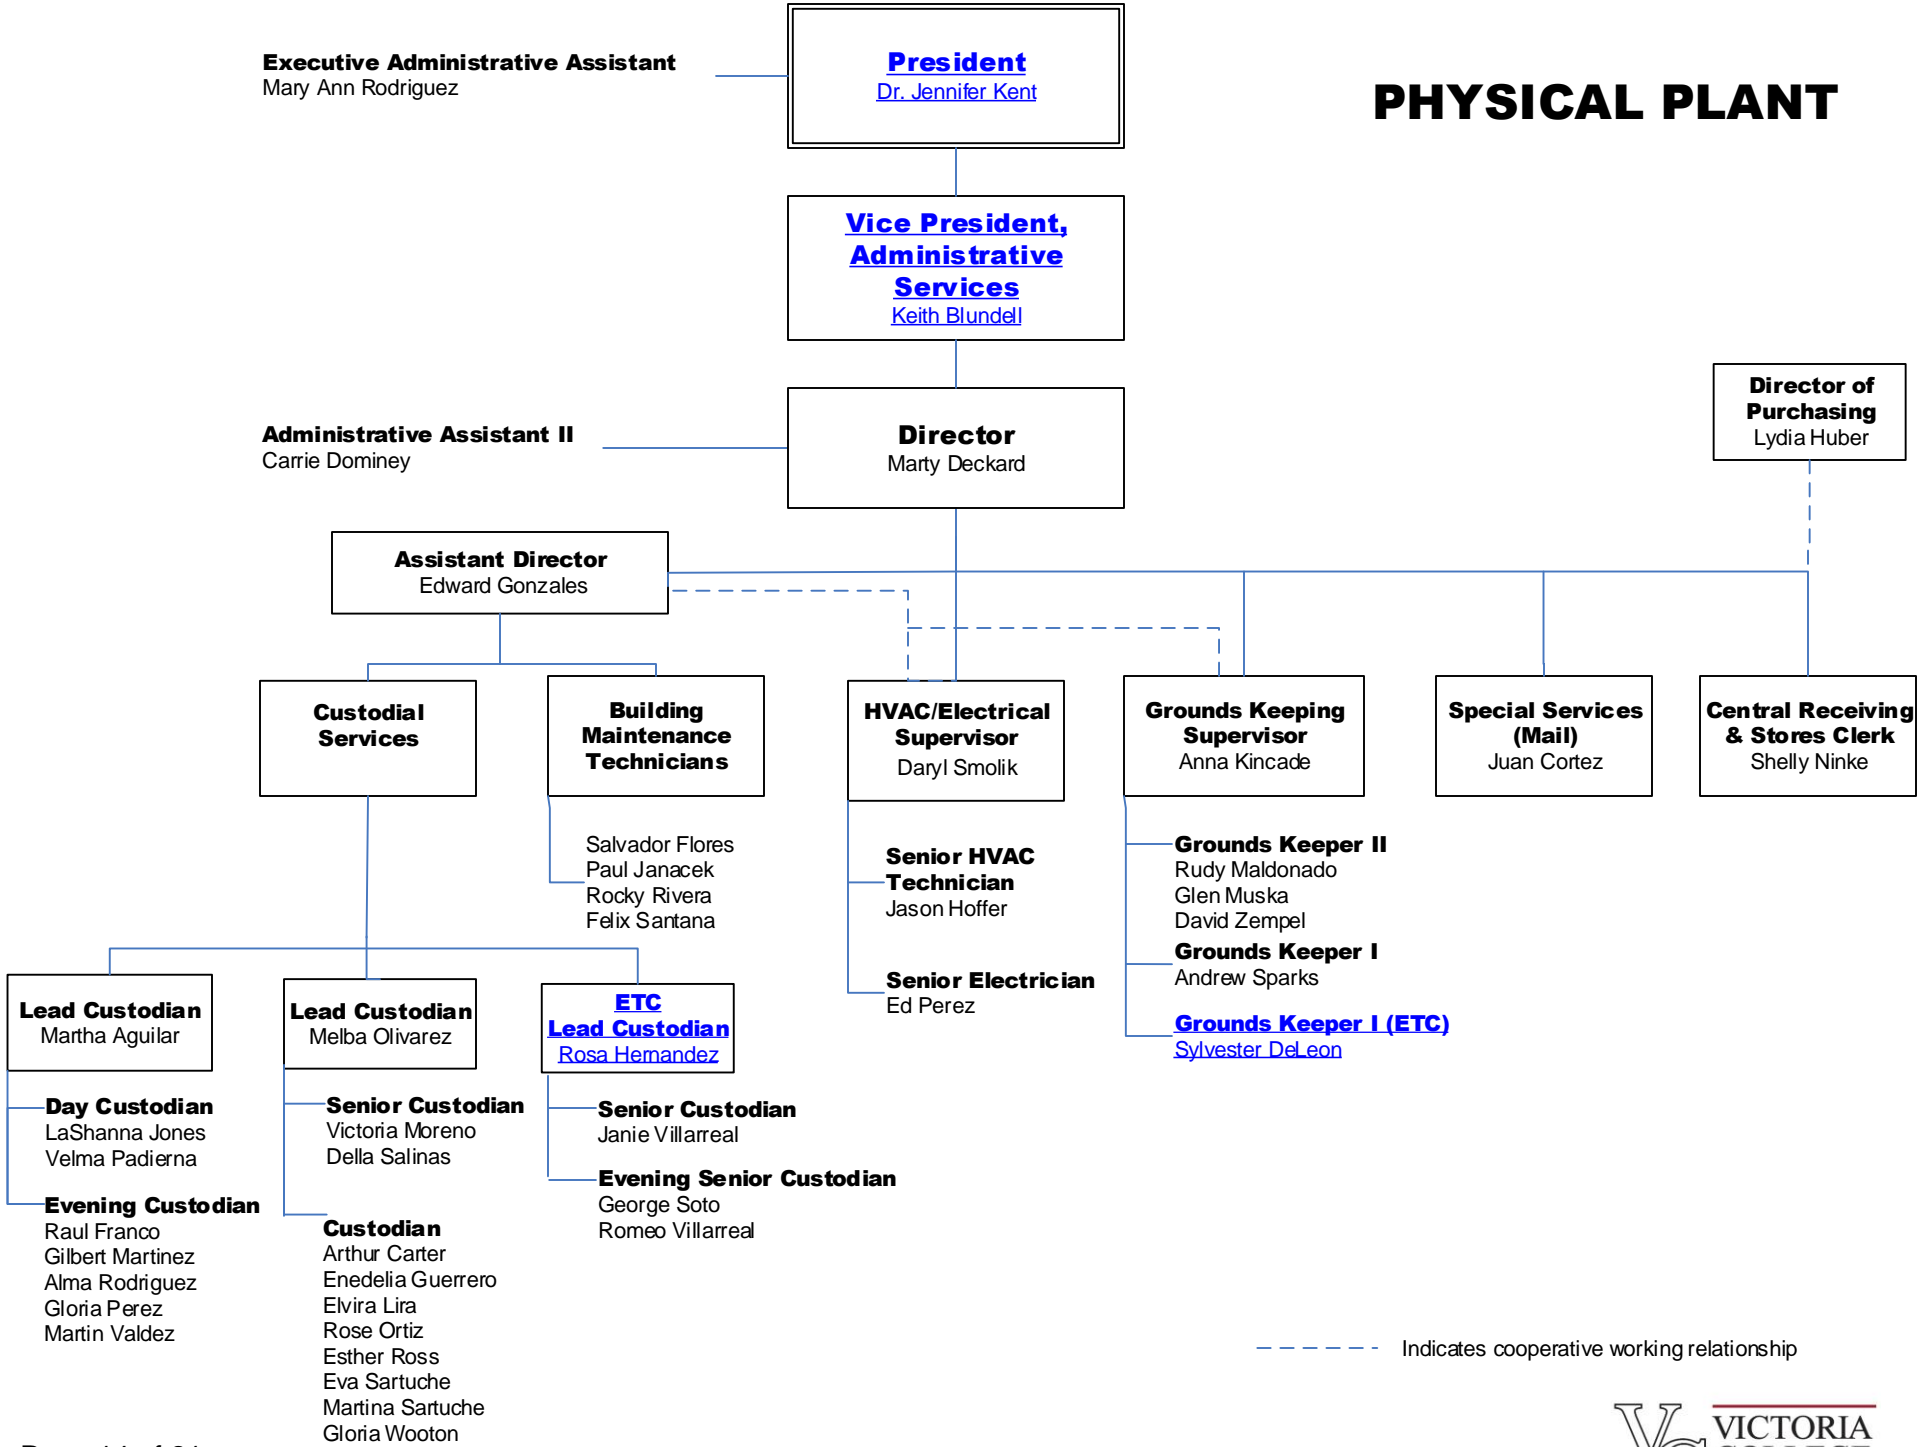 Executive Administrative Assistant
Mary Ann Rodriguez
President
Dr. Jennifer Kent
PHYSICAL PLANT
Vice President,
Administrative
Services
Keith Blundell
Director of
Purchasing
Lydia Huber
Administrative Assistant II
Carrie Dominey
Director
Marty Deckard
Assistant Director
Edward Gonzales
Custodial
Services
Building
Maintenance
Technicians
HVAC/Electrical
Supervisor
Daryl Smolik
Grounds Keeping
Supervisor
Anna Kincade
Special Services
(Mail)
Juan Cortez
Central Receiving
& Stores Clerk
Shelly Ninke
Salvador Flores
Paul Janacek
Rocky Rivera
Felix Santana
Senior HVAC
Technician
Jason Hoffer
Senior Electrician
Ed Perez
Grounds Keeper II
Rudy Maldonado
Glen Muska
David Zempel
Grounds Keeper I
Andrew Sparks
Grounds Keeper I (ETC)
Sylvester DeLeon
Lead Custodian
Martha Aguilar
Lead Custodian
Melba Olivarez
ETC
Lead Custodian
Rosa Hernandez
Day Custodian
LaShanna Jones
Velma Padierna
Evening Custodian
Raul Franco
Gilbert Martinez
Alma Rodriguez
Gloria Perez
Martin Valdez
Senior Custodian
Victoria Moreno
Della Salinas
Custodian
Arthur Carter
Enedelia Guerrero
Elvira Lira
Rose Ortiz
Esther Ross
Eva Sartuche
Martina Sartuche
Gloria Wooton
Senior Custodian
Janie Villarreal
Evening Senior Custodian
George Soto
Romeo Villarreal
Indicates cooperative working relationship
VC VICTORIA